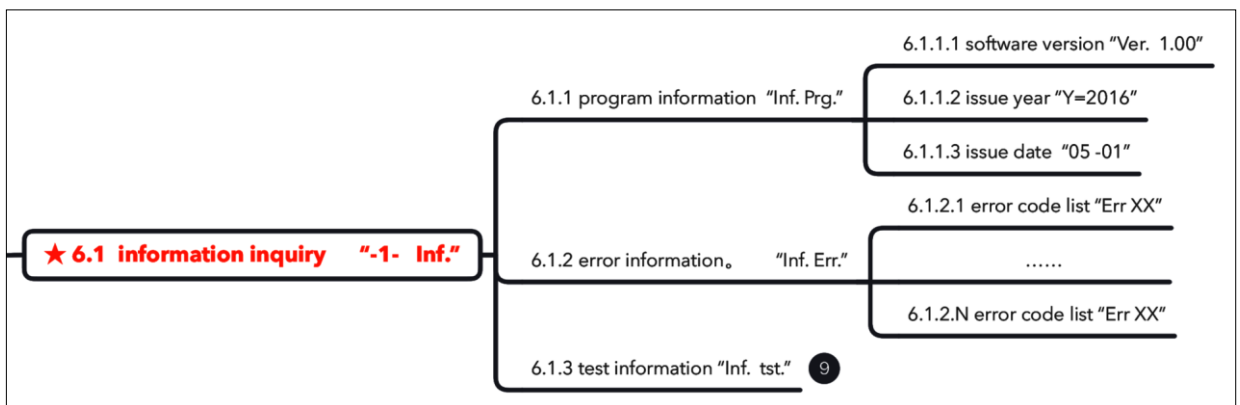 6.1.1.1 software version “Ver. 1.00”
6.1.1 program information “Inf. Prg.”
6.1.1.2 issue year “Y=2016”
6.1.1.3 issue date “05 -01”
6.1.2.1 error code list “Err XX”
★ 6.1 information inquiry “-1- Inf.”
6.1.2 error information。 “Inf. Err.”
……
6.1.2.N error code list “Err XX”
6.1.3 test information “Inf. tst.” 9